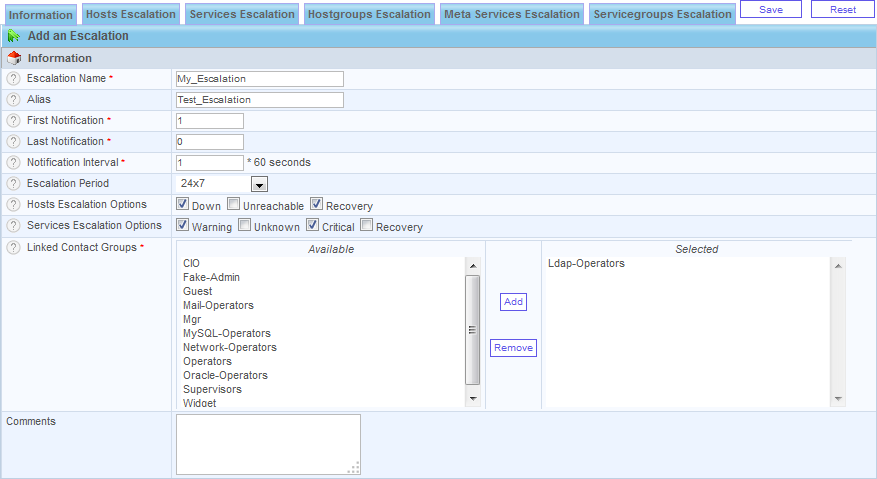 Information Hosts Escalation Services Escalation Hostgroups Escalation Meta Services Escalation Servicegroups Escalation Save Reset
Add an Escalation
Information
? Escalation Name * My_Escalation
? Alias Test_Escalation
? First Notification * 1
? Last Notification * 0
? Notification Interval * 1 * 60 seconds
? Escalation Period 24x7
? Hosts Escalation Options Down Unreachable Recovery
? Services Escalation Options Warning Unknown Critical Recovery
? Linked Contact Groups * Available Selected
CIO Ldap-Operators
Fake-Admin
Guest
Mail-Operators
Add
Mgr
MySQL-Operators
Network-Operators
Remove
Operators
Oracle-Operators
Supervisors
Widget
Comments